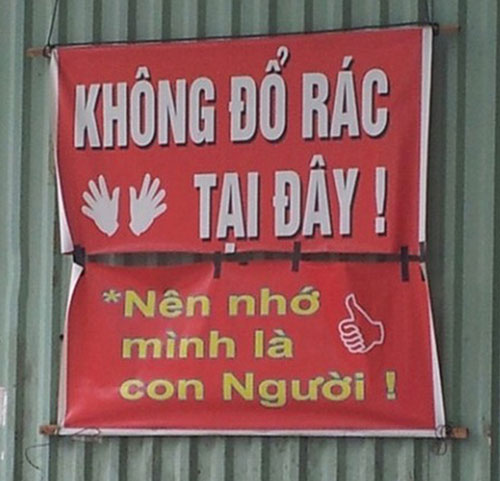 KHÔNG ĐỔ RÁC
TẠI ĐÂY !
*Nên nhớ
mình là
con Người !